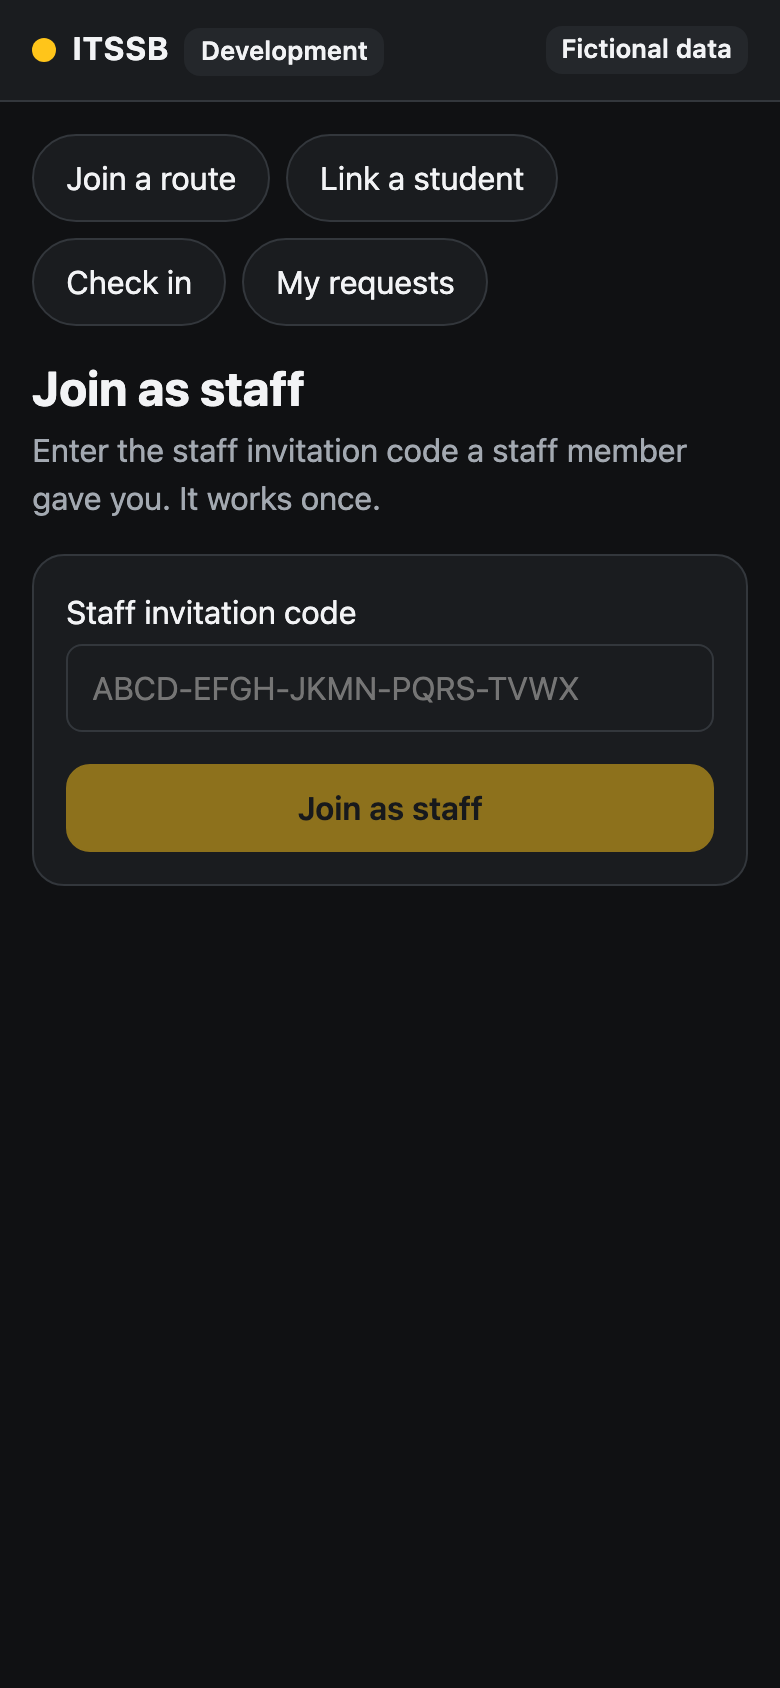 ITSSB Development Fictional data
Join a route Link a student
Check in My requests
Join as staff
Enter the staff invitation code a staff member
gave you. It works once.
Staff invitation code
ABCD-EFGH-JKMN-PQRS-TVWX
Join as staff